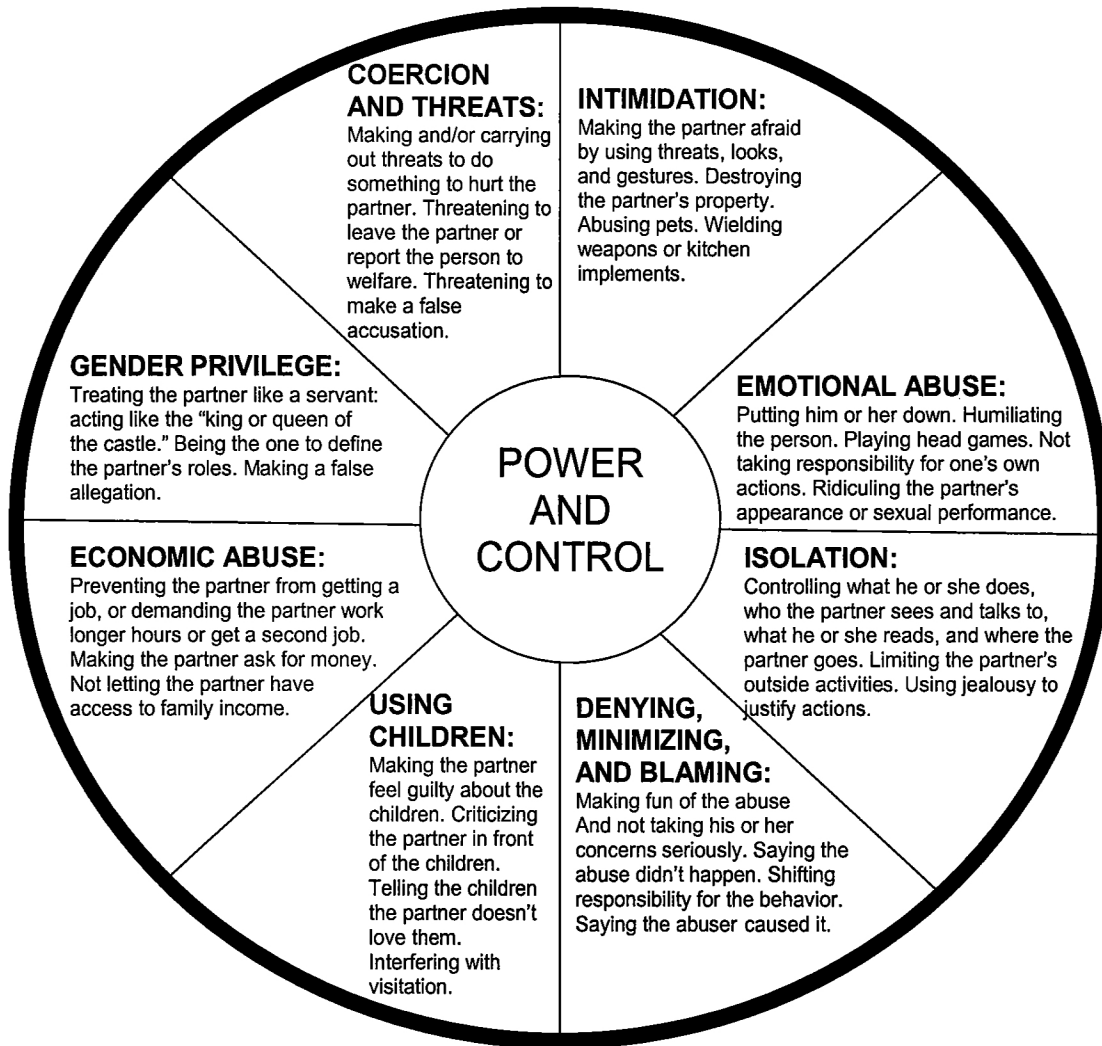 COERCION
AND THREATS:
Making and/or carrying
out threats to do
something to hurt the
partner. Threatening to
leave the partner or
report the person to
welfare. Threatening to
make a false
accusation.
INTIMIDATION:
Making the partner afraid
by using threats, looks,
and gestures. Destroying
the partner's property.
Abusing pets. Wielding
weapons or kitchen
implements.
GENDER PRIVILEGE:
Treating the partner like a servant:
acting like the “king or queen of
the castle.” Being the one to define
the partner's roles. Making a false
allegation.
EMOTIONAL ABUSE:
Putting him or her down. Humiliating
the person. Playing head games. Not
taking responsibility for one's own
actions. Ridiculing the partner's
appearance or sexual performance.
POWER
AND
CONTROL
ECONOMIC ABUSE:
Preventing the partner from getting a
job, or demanding the partner work
longer hours or get a second job.
Making the partner ask for money.
Not letting the partner have
access to family income.
ISOLATION:
Controlling what he or she does,
who the partner sees and talks to,
what he or she reads, and where the
partner goes. Limiting the partner's
outside activities. Using jealousy to
justify actions.
USING
CHILDREN:
Making the partner
feel guilty about the
children. Criticizing
the partner in front
of the children.
Telling the children
the partner doesn't
love them.
Interfering with
visitation.
DENYING,
MINIMIZING,
AND BLAMING:
Making fun of the abuse
And not taking his or her
concerns seriously. Saying the
abuse didn't happen. Shifting
responsibility for the behavior.
Saying the abuser caused it.